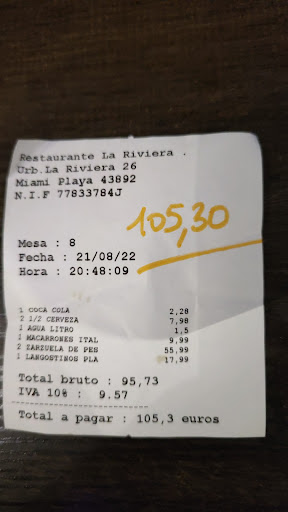 Restaurante La Riviera .
Urb.La Riviera 26
Miami Playa 43892
N.I.F 77833784J
105,30
Mesa : 8
Fecha : 21/08/22
Hora : 20:48:09
1 COCA COLA 2,28
2 1/2 CERVEZA 7,98
1 AGUA LITRO 1,5
1 MACARRONES ITAL 9,99
2 ZARZUELA DE PES 55,99
1 LANGOSTINOS PLA 17,99
Total bruto : 95,73
IVA 10% : 9.57
Total a pagar : 105,3 euros